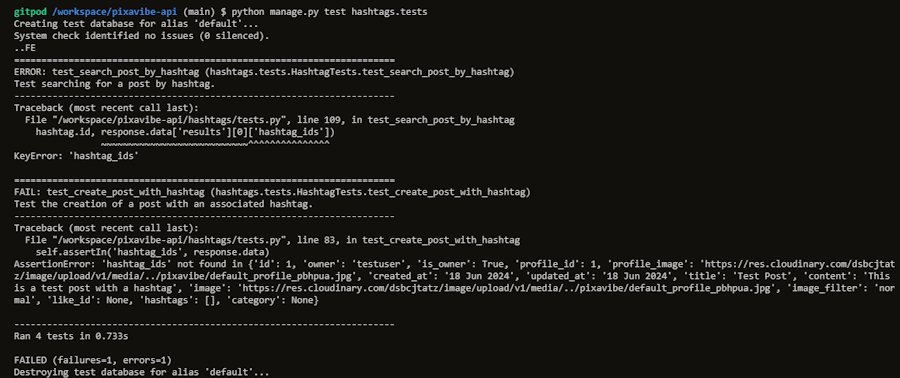 gitpod /workspace/pixavibe-api (main) $ python manage.py test hashtags.tests
Creating test database for alias 'default'...
System check identified no issues (0 silenced).
..FE
======================================================================
ERROR: test_search_post_by_hashtag (hashtags.tests.HashtagTests.test_search_post_by_hashtag)
Test searching for a post by hashtag.
----------------------------------------------------------------------
Traceback (most recent call last):
  File "/workspace/pixavibe-api/hashtags/tests.py", line 109, in test_search_post_by_hashtag
    hashtag.id, response.data['results'][0]['hashtag_ids'])
                ~~~~~~~~~~~~~~~~~~~~~~~~~~~^^^^^^^^^^^^^^^
KeyError: 'hashtag_ids'
======================================================================
FAIL: test_create_post_with_hashtag (hashtags.tests.HashtagTests.test_create_post_with_hashtag)
Test the creation of a post with an associated hashtag.
----------------------------------------------------------------------
Traceback (most recent call last):
  File "/workspace/pixavibe-api/hashtags/tests.py", line 83, in test_create_post_with_hashtag
    self.assertIn('hashtag_ids', response.data)
AssertionError: 'hashtag_ids' not found in {'id': 1, 'owner': 'testuser', 'is_owner': True, 'profile_id': 1, 'profile_image': 'https://res.cloudinary.com/dsbcjtat
z/image/upload/v1/media/../pixavibe/default_profile_pbhpua.jpg', 'created_at': '18 Jun 2024', 'updated_at': '18 Jun 2024', 'title': 'Test Post', 'content': 'This
is a test post with a hashtag', 'image': 'https://res.cloudinary.com/dsbcjtatz/image/upload/v1/media/../pixavibe/default_profile_pbhpua.jpg', 'image_filter': 'nor
mal', 'like_id': None, 'hashtags': [], 'category': None}
----------------------------------------------------------------------
Ran 4 tests in 0.733s
FAILED (failures=1, errors=1)
Destroying test database for alias 'default'...